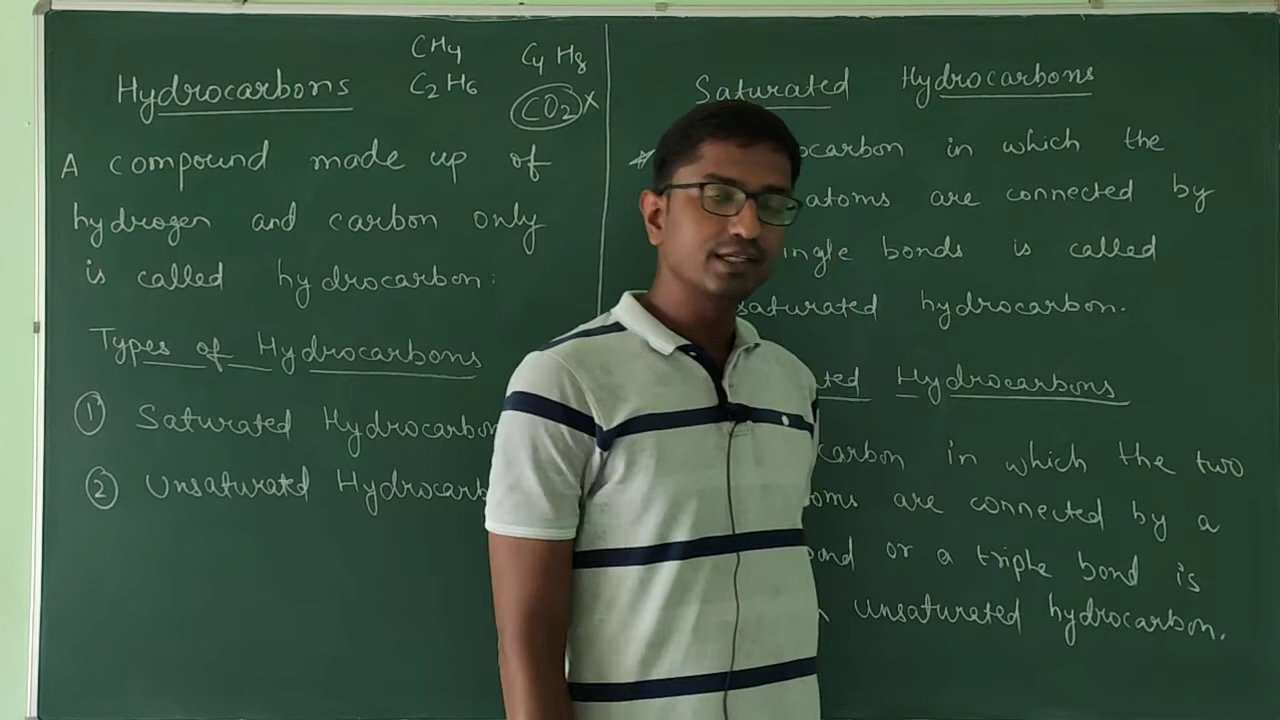 Hydrocarbons
CH4
C2H6
C4H8
CO2 x
A compound made up of
hydrogen and carbon only
is called hydrocarbon:
Types of Hydrocarbons
① Saturated Hydrocarbon
② Unsaturated Hydrocarb
Saturated Hydrocarbons
ocarbon in which the
atoms are connected by
ingle bonds is called
saturated hydrocarbon.
ted Hydrocarbons
carbon in which the two
oms are connected by a
ond or a triple bond is
n unsaturated hydrocarbon.